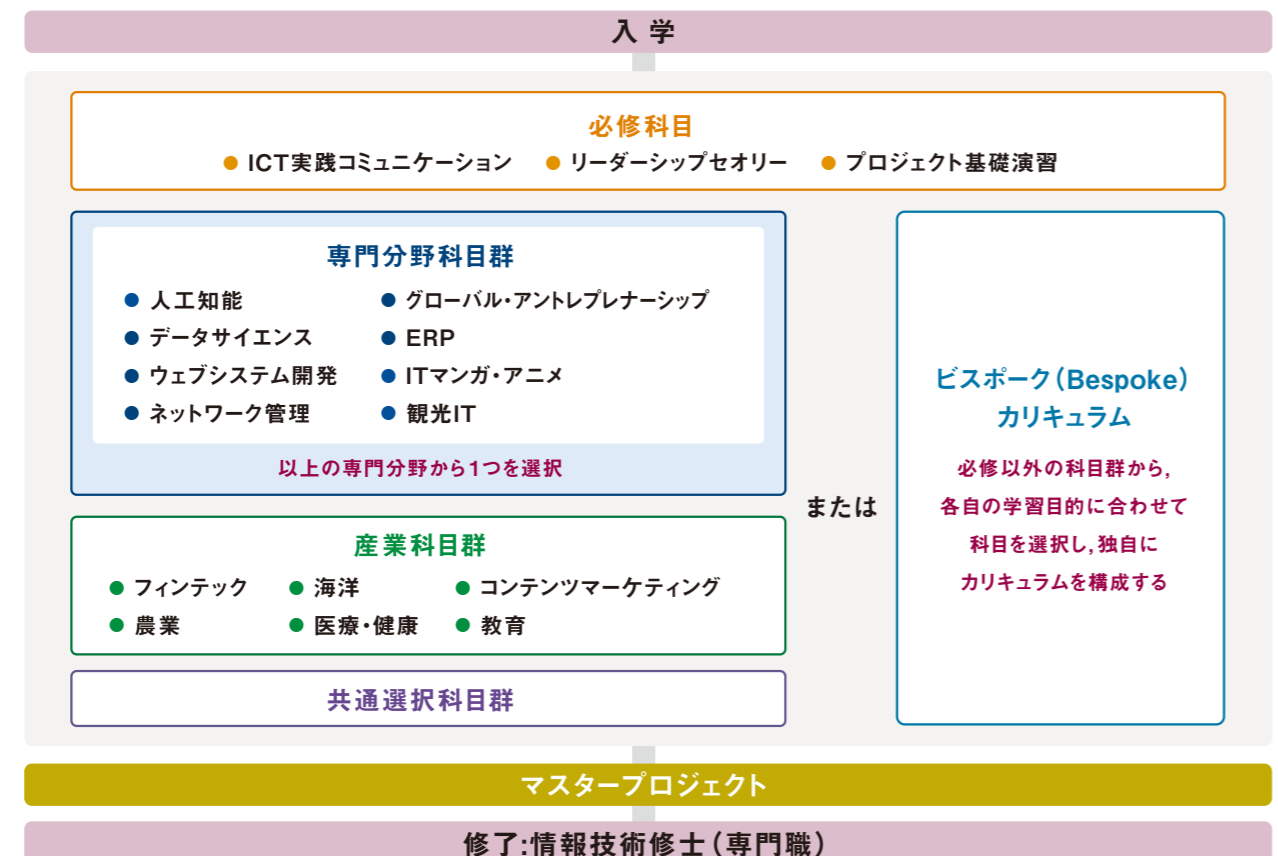 入学
必修科目
● ICT実践コミュニケーション ● リーダーシップセオリー ● プロジェクト基礎演習
専門分野科目群
● 人工知能
● データサイエンス
● ウェブシステム開発
● ネットワーク管理
● グローバル・アントレプレナーシップ
● ERP
● ITマンガ・アニメ
● 観光IT
以上の専門分野から1つを選択
産業科目群
● フィンテック ● 海洋 ● コンテンツマーケティング
● 農業 ● 医療・健康 ● 教育
共通選択科目群
または
ビスポーク(Bespoke)
カリキュラム
必修以外の科目群から,
各自の学習目的に合わせて
科目を選択し,独自に
カリキュラムを構成する
マスタープロジェクト
修了:情報技術修士(専門職)